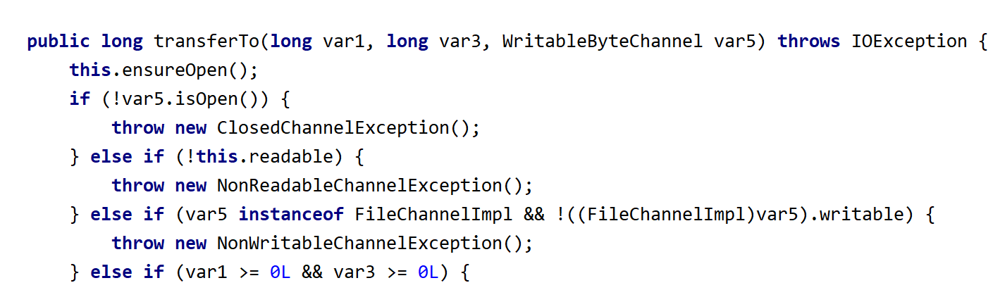 public long transferTo(long var1, long var3, WritableByteChannel var5) throws IOException {
    this.ensureOpen();
    if (!var5.isOpen()) {
        throw new ClosedChannelException();
    } else if (!this.readable) {
        throw new NonReadableChannelException();
    } else if (var5 instanceof FileChannelImpl && !((FileChannelImpl)var5).writable) {
        throw new NonWritableChannelException();
    } else if (var1 >= 0L && var3 >= 0L) {